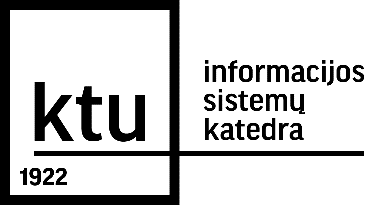 ktu
1922
informacijos
sistemų
katedra